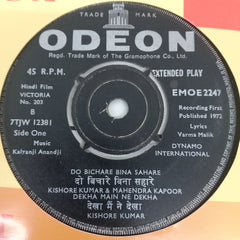 TRADE MARK
ODEON
Regd. Trade Mark of The Gramophone Co., Ltd.
45 R.P.M.
EXTENDED PLAY
Hindi Film
VICTORIA
No. 203
B
77JW 12381
Side One
Music
Kalyanji Anandji
EMOE 2247
Recording First
Published 1972
Lyrics
Varma Malik
DYNAMO
INTERNATIONAL
DO BICHARE BINA SAHARE
दो बिचारे बिना सहारे
KISHORE KUMAR & MAHENDRA KAPOOR
DEKHA MAIN NE DEKHA
देखा मैं ने देखा
KISHORE KUMAR